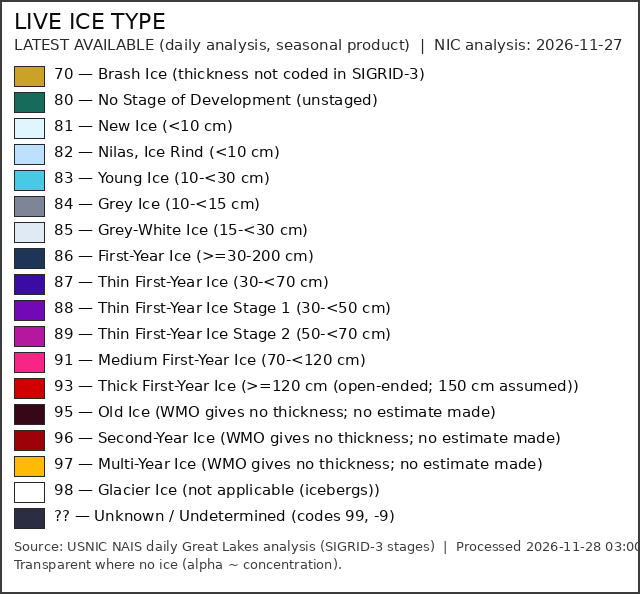 LIVE ICE TYPE
LATEST AVAILABLE (daily analysis, seasonal product)  |  NIC analysis: 2026-11-27
70 — Brash Ice (thickness not coded in SIGRID-3)
80 — No Stage of Development (unstaged)
81 — New Ice (<10 cm)
82 — Nilas, Ice Rind (<10 cm)
83 — Young Ice (10-<30 cm)
84 — Grey Ice (10-<15 cm)
85 — Grey-White Ice (15-<30 cm)
86 — First-Year Ice (>=30-200 cm)
87 — Thin First-Year Ice (30-<70 cm)
88 — Thin First-Year Ice Stage 1 (30-<50 cm)
89 — Thin First-Year Ice Stage 2 (50-<70 cm)
91 — Medium First-Year Ice (70-<120 cm)
93 — Thick First-Year Ice (>=120 cm (open-ended; 150 cm assumed))
95 — Old Ice (WMO gives no thickness; no estimate made)
96 — Second-Year Ice (WMO gives no thickness; no estimate made)
97 — Multi-Year Ice (WMO gives no thickness; no estimate made)
98 — Glacier Ice (not applicable (icebergs))
?? — Unknown / Undetermined (codes 99, -9)
Source: USNIC NAIS daily Great Lakes analysis (SIGRID-3 stages)  |  Processed 2026-11-28 03:00
Transparent where no ice (alpha ~ concentration).